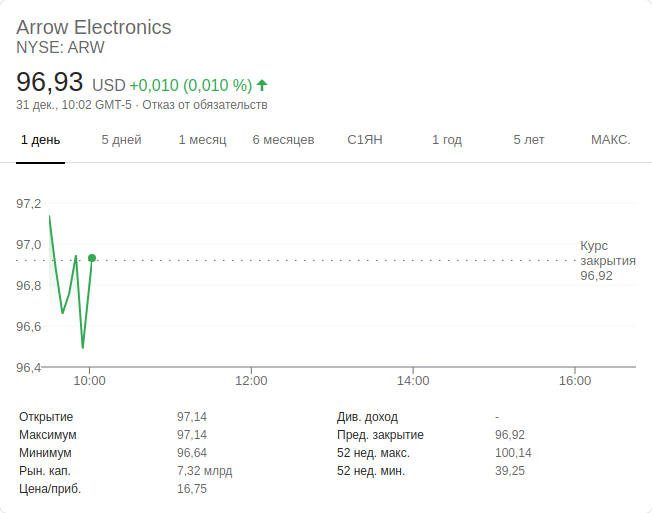 Arrow Electronics
NYSE: ARW
96,93 USD +0,010 (0,010 %)
31 дек., 10:02 GMT-5 · Отказ от обязательств
1 день 5 дней 1 месяц 6 месяцев С1ЯН 1 год 5 лет МАКС.
97,2
97,0
96,8
96,6
96,4
Курс
закрытия
96,92
10:00 12:00 14:00 16:00
Открытие 97,14 Див. доход -
Максимум 97,14 Пред. закрытие 96,92
Минимум 96,64 52 нед. макс. 100,14
Рын. кап. 7,32 млрд 52 нед. мин. 39,25
Цена/приб. 16,75